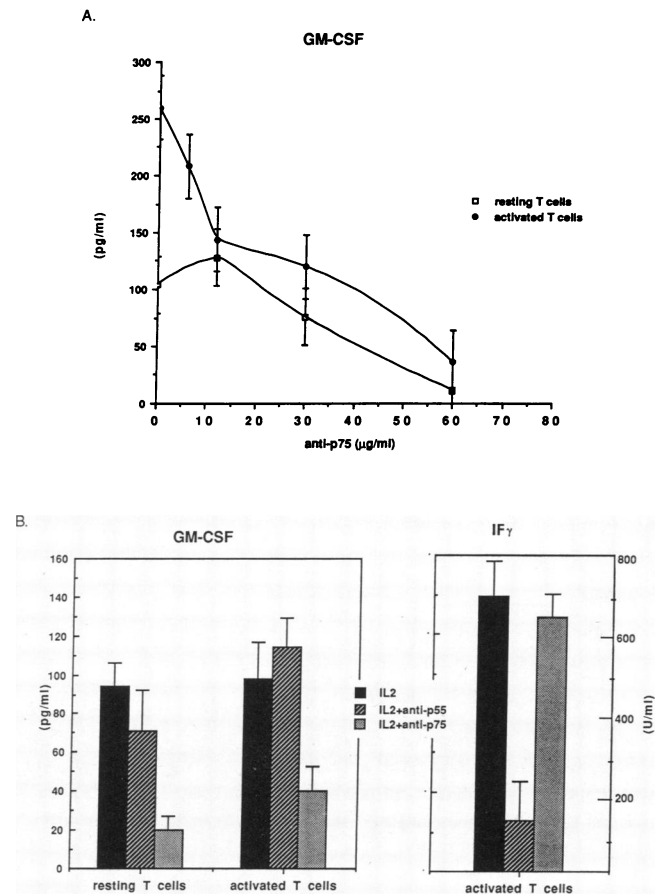 A.
GM-CSF
300
250
200
150
100
50
0
(pg/ml)
resting T cells
activated T cells
0 10 20 30 40 50 60 70 80
anti-p75 (µg/ml)
B.
GM-CSF
160
140
120
100
80
60
40
20
0
(pg/ml)
IL2
IL2+anti-p55
IL2+anti-p75
resting T cells activated T cells
IFγ
800
600
400
200
(U/ml)
activated T cells